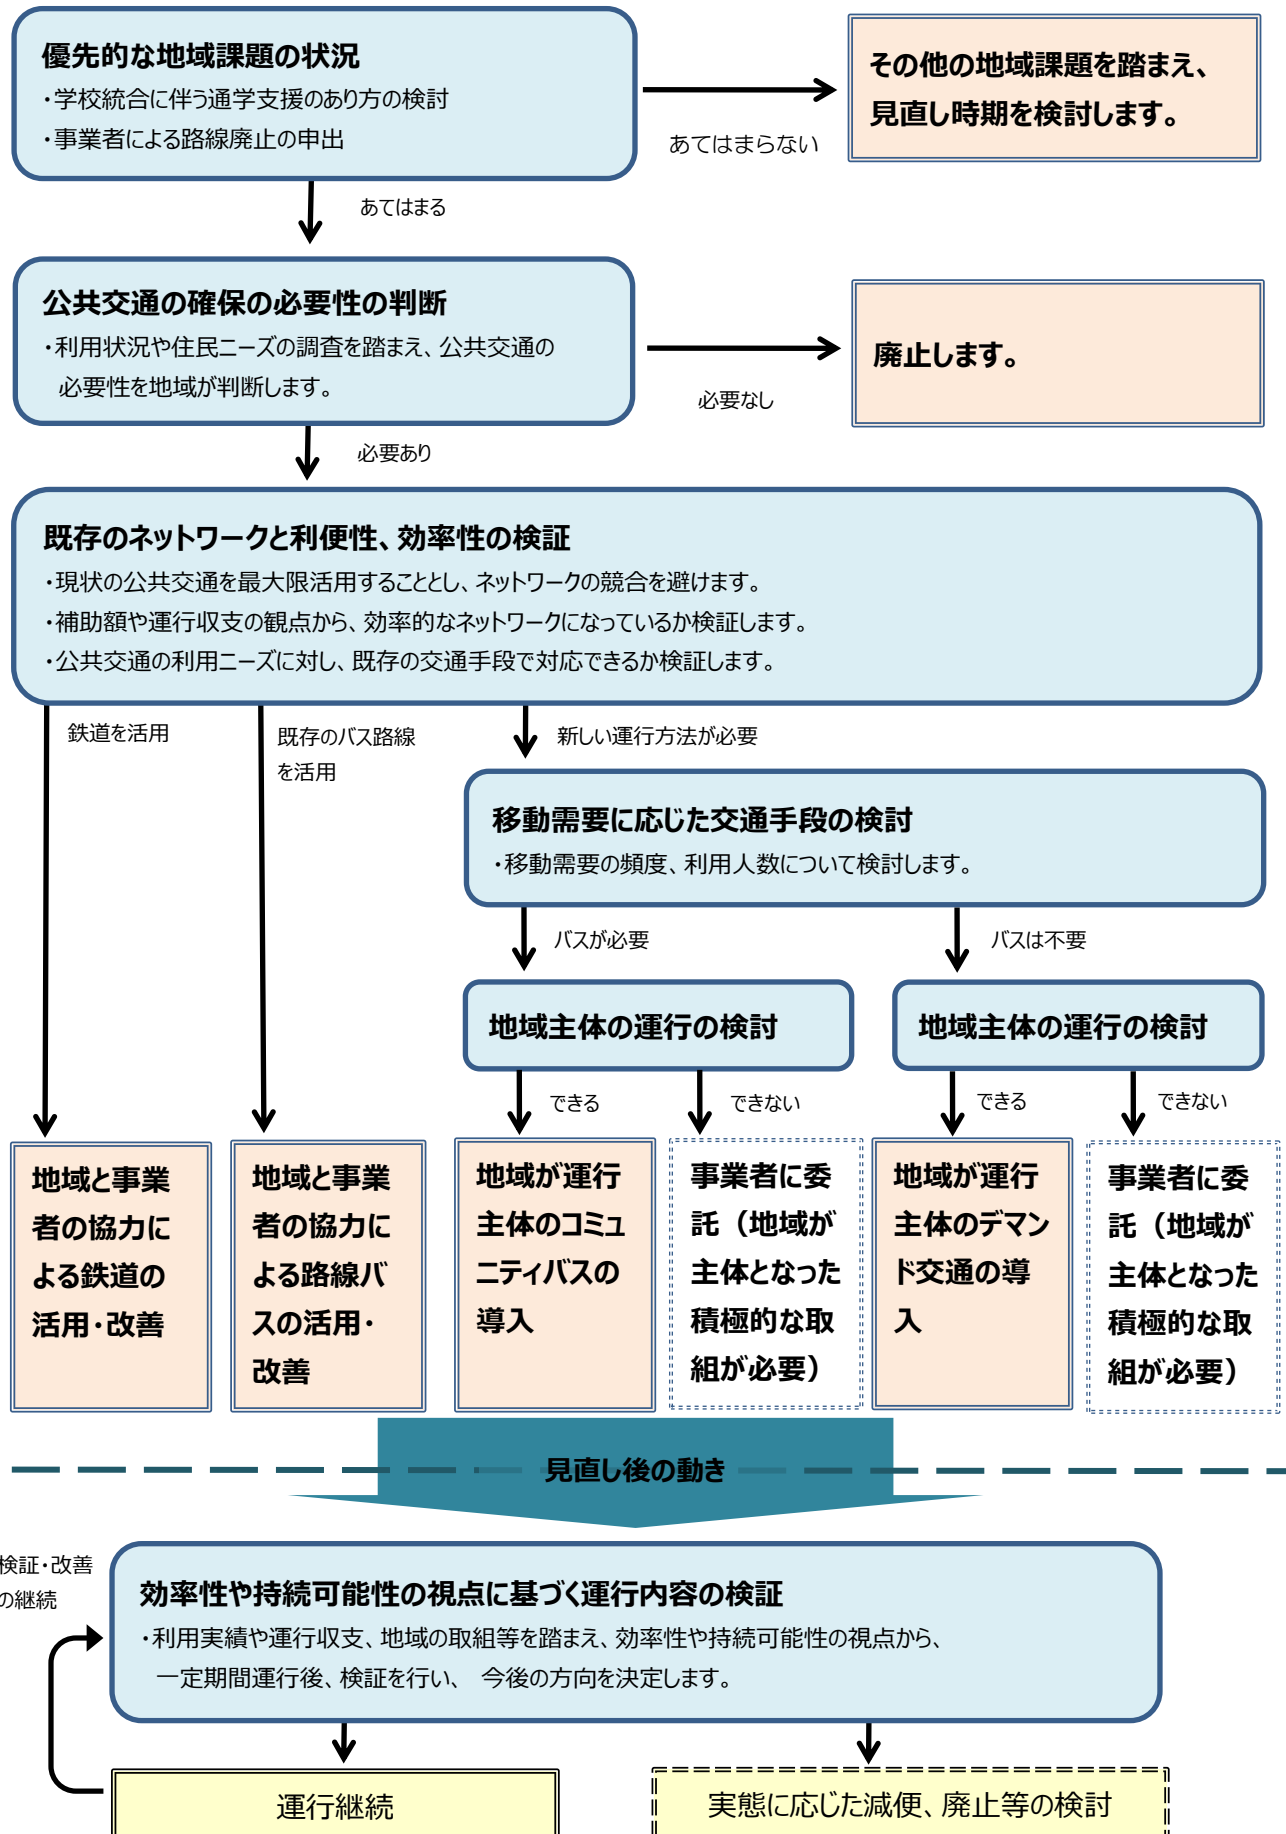 優先的な地域課題の状況
・学校統合に伴う通学支援のあり方の検討
・事業者による路線廃止の申出
あてはまらない
その他の地域課題を踏まえ、
見直し時期を検討します。
あてはまる
公共交通の確保の必要性の判断
・利用状況や住民ニーズの調査を踏まえ、公共交通の
必要性を地域が判断します。
必要なし
廃止します。
必要あり
既存のネットワークと利便性、効率性の検証
・現状の公共交通を最大限活用することとし、ネットワークの競合を避けます。
・補助額や運行収支の観点から、効率的なネットワークになっているか検証します。
・公共交通の利用ニーズに対し、既存の交通手段で対応できるか検証します。
鉄道を活用
既存のバス路線
を活用
新しい運行方法が必要
移動需要に応じた交通手段の検討
・移動需要の頻度、利用人数について検討します。
バスが必要
バスは不要
地域主体の運行の検討
地域主体の運行の検討
できる
できない
できる
できない
地域と事業
者の協力に
よる鉄道の
活用・改善
地域と事業
者の協力に
よる路線バ
スの活用・
改善
地域が運行
主体のコミュ
ニティバスの
導入
事業者に委
託（地域が
主体となった
積極的な取
組が必要）
地域が運行
主体のデマン
ド交通の導
入
事業者に委
託（地域が
主体となった
積極的な取
組が必要）
見直し後の動き
検証・改善
の継続
効率性や持続可能性の視点に基づく運行内容の検証
・利用実績や運行収支、地域の取組等を踏まえ、効率性や持続可能性の視点から、
一定期間運行後、検証を行い、 今後の方向を決定します。
運行継続
実態に応じた減便、廃止等の検討